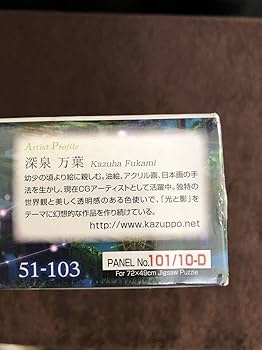 Artist Profile
深泉 万葉 Kazuha Fukami
幼少の頃より絵に親しむ。油絵、アクリル画、日本画の手
法を生かし、現在CGアーティストとして活躍中。独特の
世界観と美しく透明感のある色使いで、『光と影』を
テーマに幻想的な作品を作り続けている。
http://www.kazuppo.net
51-103
PANEL No.101/10-D
For 72×49cm Jigsaw Puzzle